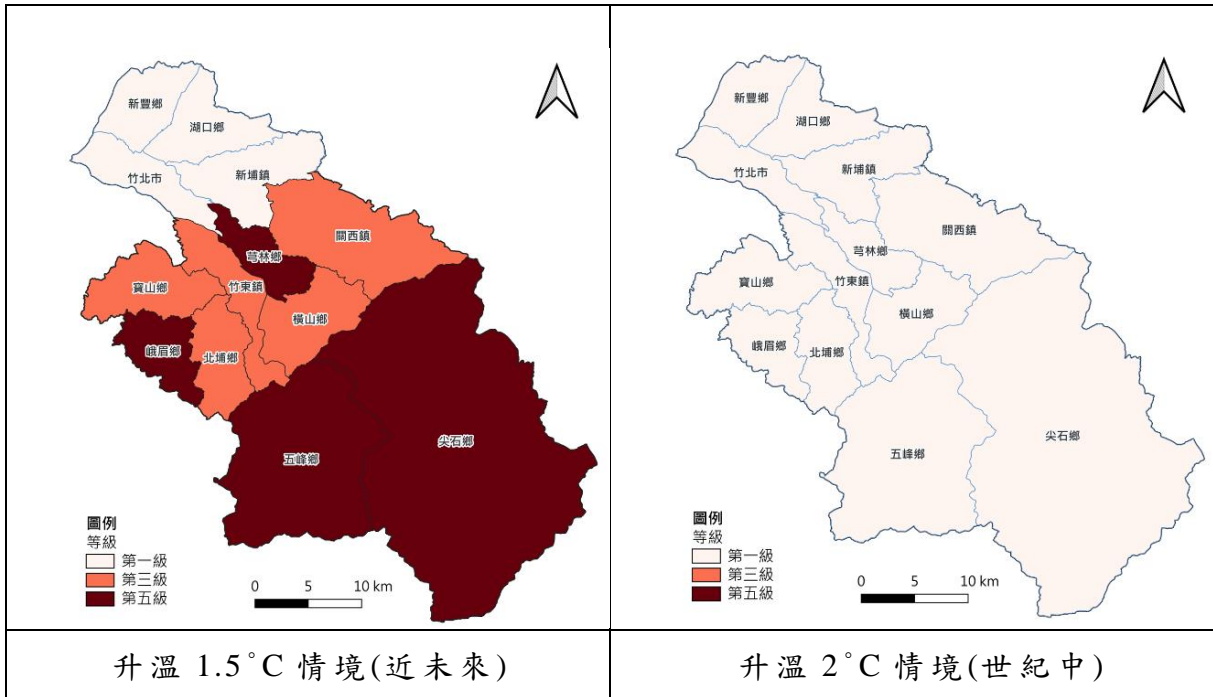 新豐鄉
湖口鄉
竹北市
新埔鎮
關西鎮
芎林鄉
寶山鄉
竹東鎮
橫山鄉
峨眉鄉
北埔鄉
尖石鄉
五峰鄉
圖例
等級
第一級
第三級
第五級
0 5 10 km
升溫 1.5°C 情境(近未來)
新豐鄉
湖口鄉
竹北市
新埔鎮
關西鎮
芎林鄉
寶山鄉
竹東鎮
橫山鄉
峨眉鄉
北埔鄉
尖石鄉
五峰鄉
圖例
等級
第一級
第三級
第五級
0 5 10 km
升溫 2°C 情境(世紀中)